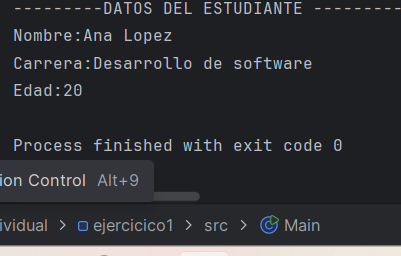 ---------DATOS DEL ESTUDIANTE ---------
Nombre:Ana Lopez
Carrera:Desarrollo de software
Edad:20
Process finished with exit code 0
ion Control Alt+9
ividual > ejercicico1 > src > Main